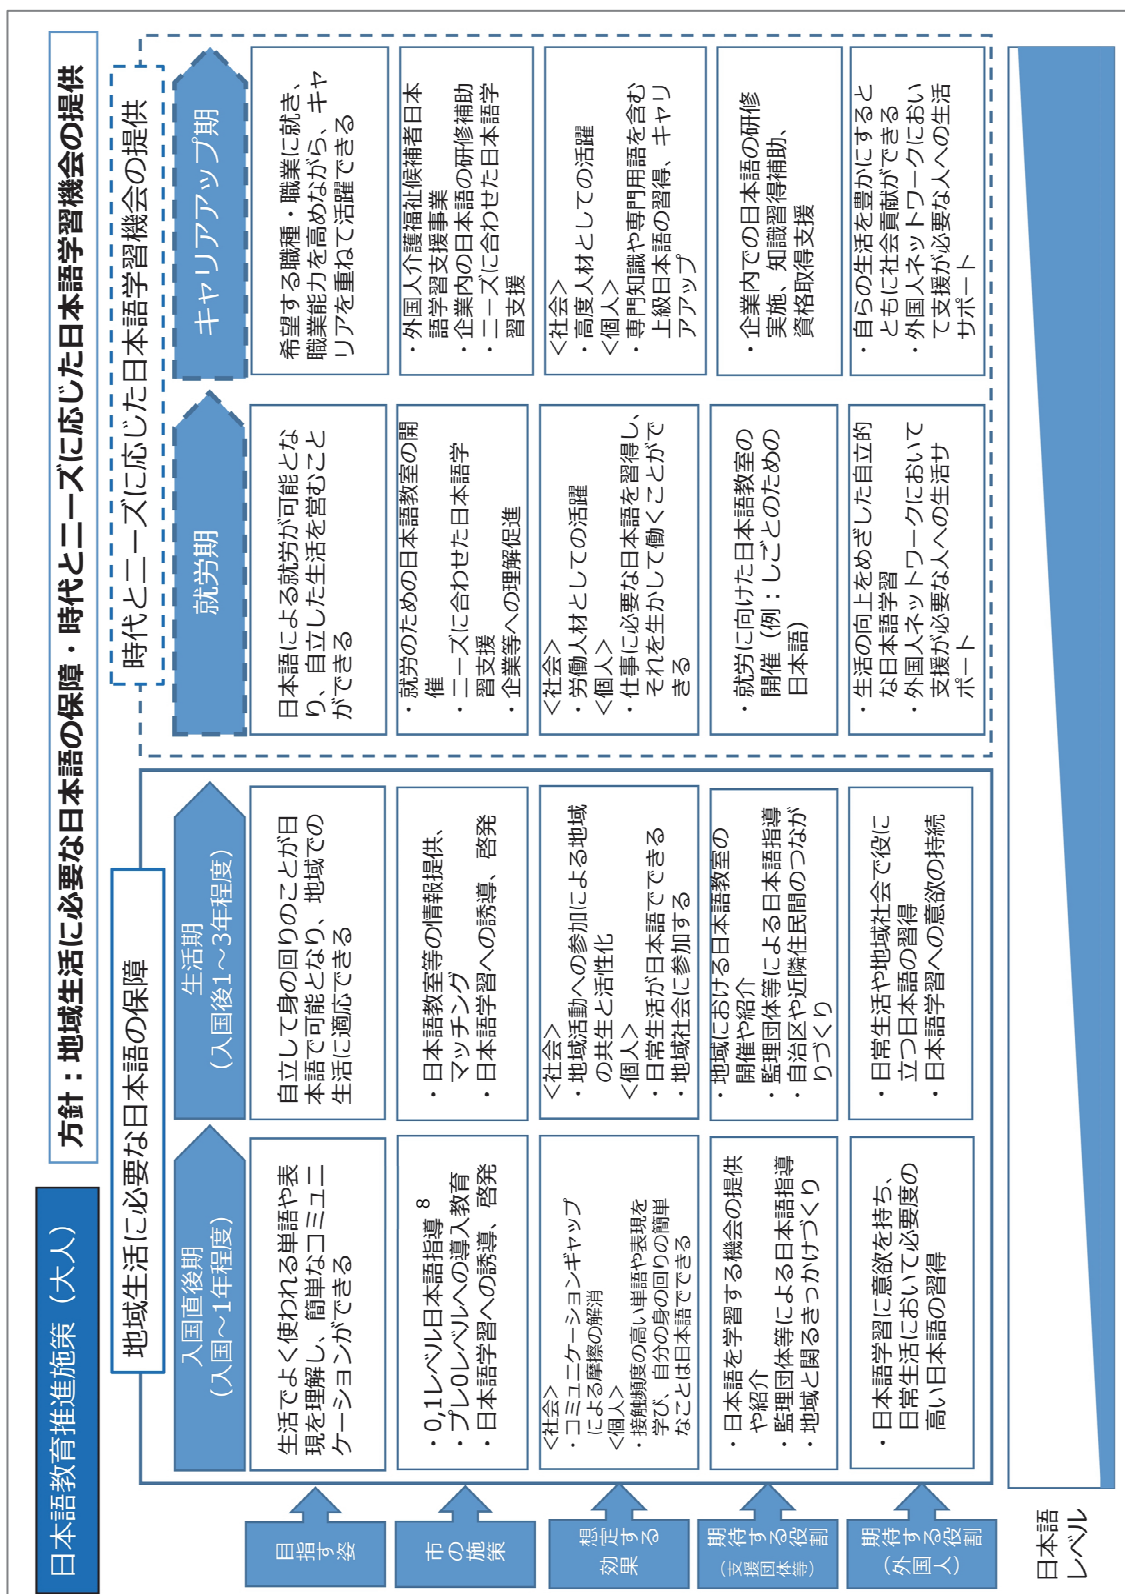 日本語教育推進施策（大人）
方針：地域生活に必要な日本語の保障・時代とニーズに応じた日本語学習機会の提供
地域生活に必要な日本語の保障
時代とニーズに応じた日本語学習機会の提供
入国直後期
（入国～1年程度）
生活期
（入国後1～3年程度）
就労期
キャリアアップ期
目指す姿
生活でよく使われる単語や表
現を理解し、簡単なコミュニ
ケーションができる
自立して身の回りのことが日
本語で可能となり、地域での
生活に適応できる
日本語による就労が可能とな
り、自立した生活を営むこと
ができる
希望する職種・職業に就き、
職業能力を高めながら、キャ
リアを重ねて活躍できる
市の
施策
・0,1レベル日本語指導8
・プレ0レベルへの導入教育
・日本語学習への誘導、啓発
・日本語教室等の情報提供、
マッチング
・日本語学習への誘導、啓発
・就労のための日本語教室の開
催
・ニーズに合わせた日本語学
習支援
・企業等への理解促進
・外国人介護福祉候補者日本
語学習支援事業
・企業内の日本語の研修補助
・ニーズに合わせた日本語学
習支援
想定する
効果
<社会>
・コミュニケーションギャップ
による摩擦の解消
<個人>
・接触頻度の高い単語や表現を
学び、自分の身の回りの簡単
なことは日本語でできる
<社会>
・地域活動への参加による地域
の共生と活性化
<個人>
・日常生活が日本語でできる
・地域社会に参加する
<社会>
・労働人材としての活躍
<個人>
・仕事に必要な日本語を習得し、
それを生かして働くことがで
きる
<社会>
・高度人材としての活躍
<個人>
・専門知識や専門用語を含む
上級日本語の習得、キャリ
アアップ
期待する役割
（支援団体等）
・日本語を学習する機会の提供
や紹介
・監理団体等による日本語指導
・地域と関るきっかけづくり
・地域における日本語教室の
開催や紹介
・監理団体等による日本語指導
・自治区や近隣住民間のつなが
りづくり
・就労に向けた日本語教室の
開催（例：しごとのための
日本語）
・企業内での日本語の研修
実施、知識習得補助、
資格取得支援
期待する役割
（外国人）
・日本語学習に意欲を持ち、
日常生活において必要度の
高い日本語の習得
・日常生活や地域社会で役に
立つ日本語の習得
・日本語学習への意欲の持続
・生活の向上をめざした自立的
な日本語学習
・外国人ネットワークにおいて
支援が必要な人への生活サ
ポート
・自らの生活を豊かにすると
ともに社会貢献ができる
・外国人ネットワークにおい
て支援が必要な人への生活
サポート
日本語
レベル